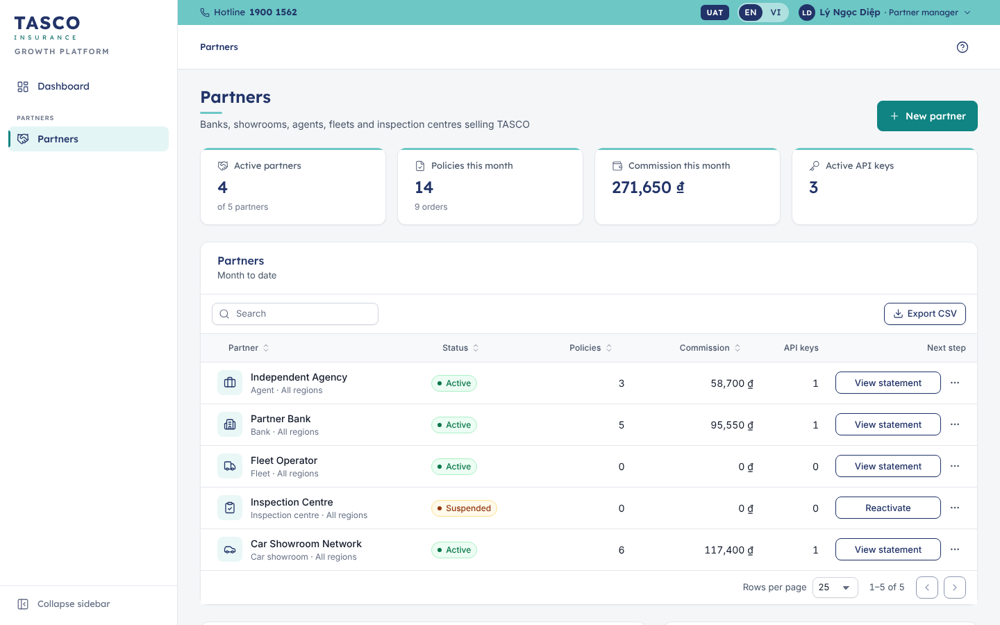 TASCO
INSURANCE
GROWTH PLATFORM
Hotline 1900 1562
UAT EN VI LD Lý Ngọc Diệp · Partner manager
Partners
Dashboard
PARTNERS
Partners
Collapse sidebar
Partners
Banks, showrooms, agents, fleets and inspection centres selling TASCO
New partner
Active partners
4
of 5 partners
Policies this month
14
9 orders
Commission this month
271,650 ₫
Active API keys
3
Partners
Month to date
Search
Export CSV
Partner Status Policies Commission API keys Next step
Independent Agency
Agent · All regions
Active 3 58,700 ₫ 1 View statement
Partner Bank
Bank · All regions
Active 5 95,550 ₫ 1 View statement
Fleet Operator
Fleet · All regions
Active 0 0 ₫ 0 View statement
Inspection Centre
Inspection centre · All regions
Suspended 0 0 ₫ 0 Reactivate
Car Showroom Network
Car showroom · All regions
Active 6 117,400 ₫ 1 View statement
Rows per page 25 1–5 of 5